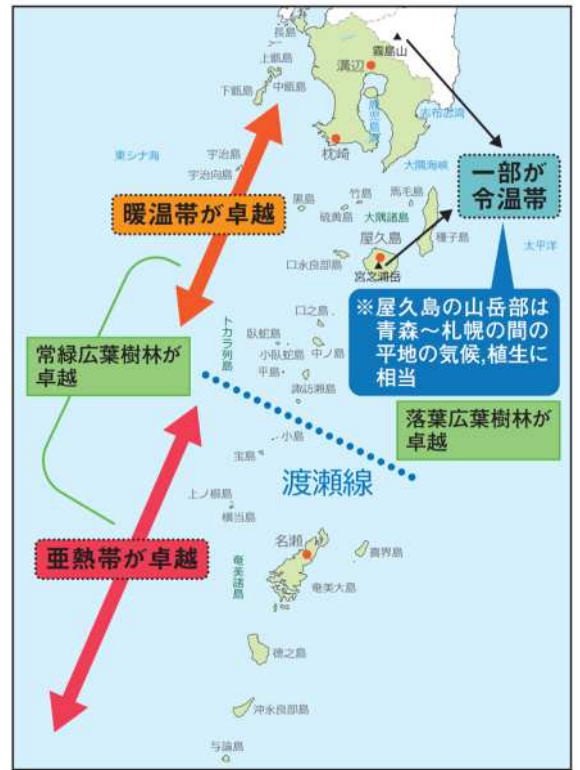 長島
上甑島
中甑島
下甑島
霧島山
溝辺
鹿児島湾
志布志湾
東シナ海
宇治島
宇治向島
枕崎
大隅海峡
一部が
令温帯
暖温帯が卓越
黒島
竹島
硫黄島
馬毛島
大隅諸島
屋久島
種子島
太平洋
口永良部島
宮之浦岳
※屋久島の山岳部は
青森～札幌の間の
平地の気候,植生に
相当
トカラ列島
口之島
臥蛇島
小臥蛇島
中ノ島
平島
諏訪瀬島
常緑広葉樹林が
卓越
落葉広葉樹林が
卓越
小島
宝島
渡瀬線
上ノ根島
横当島
亜熱帯が卓越
名瀬
喜界島
奄美大島
奄美諸島
徳之島
沖永良部島
与論島